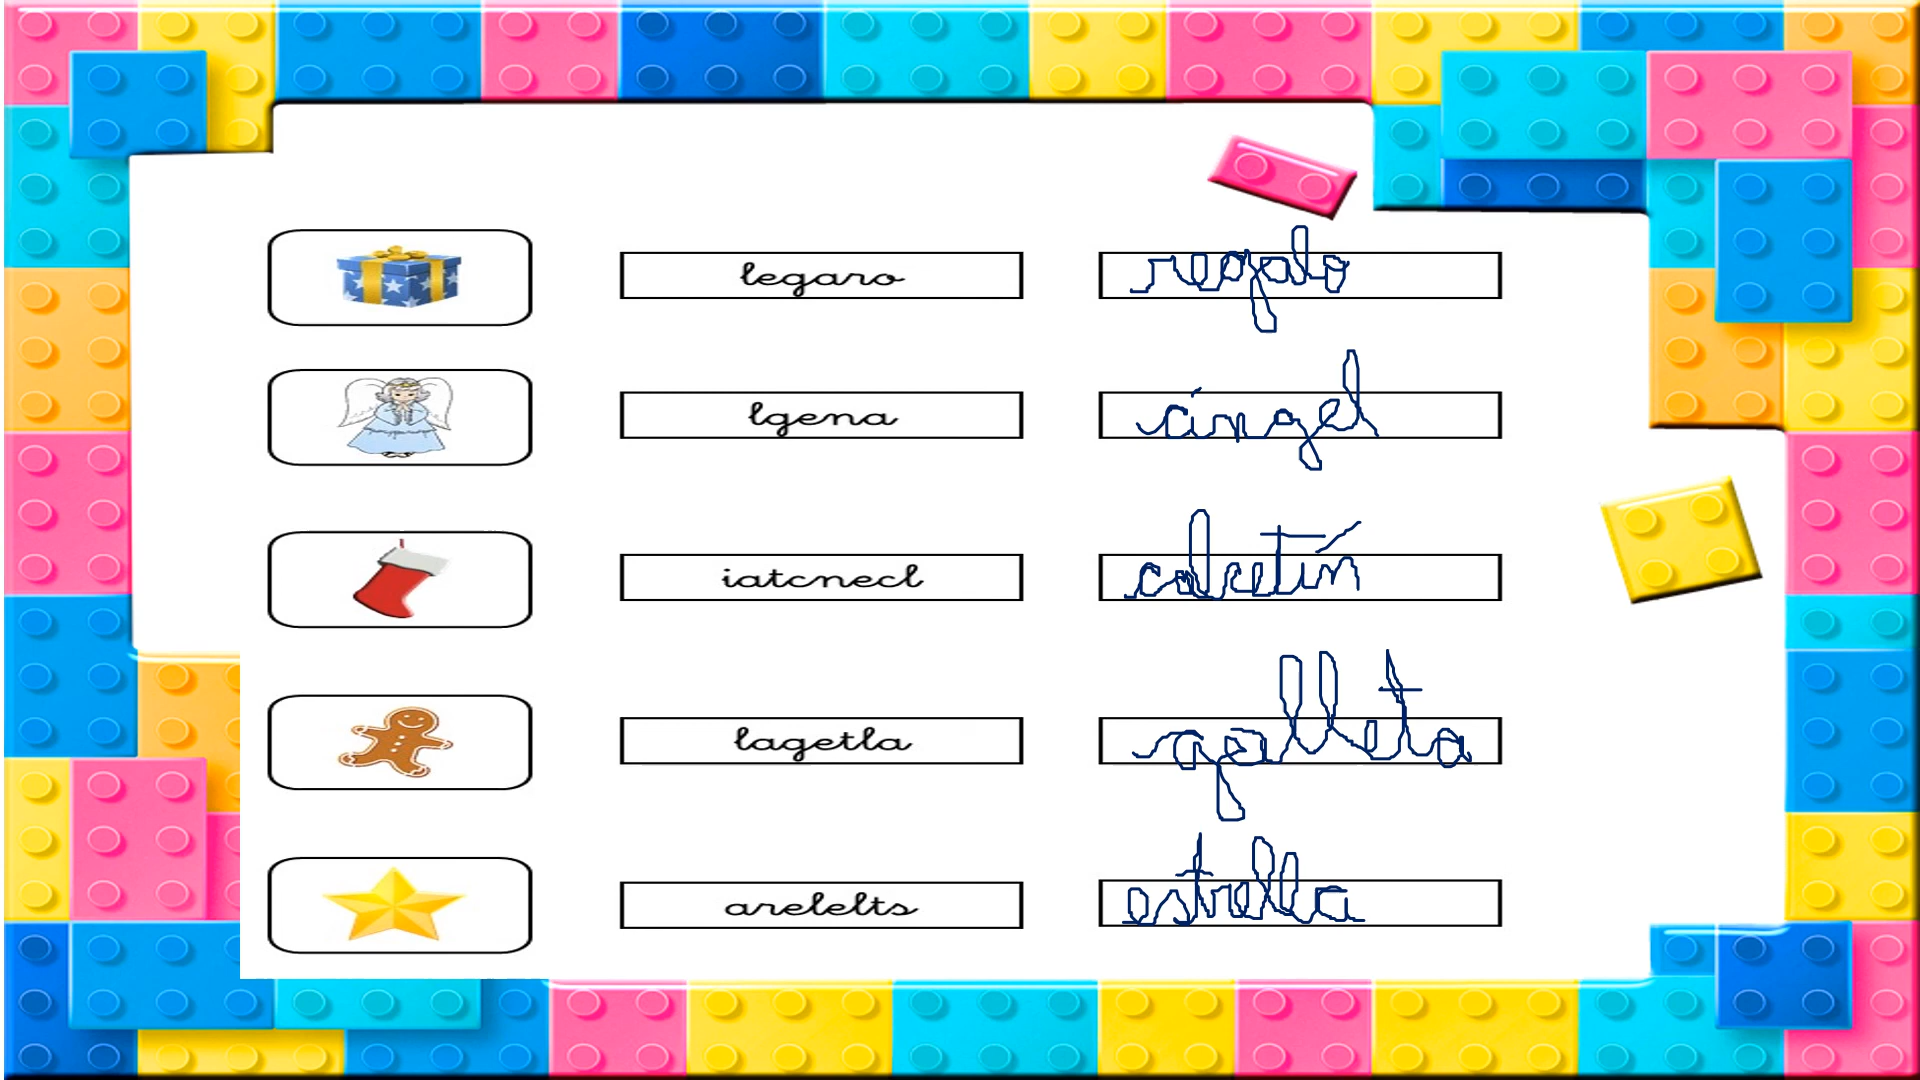 legaro regalo
lgena ángel
iatcnecl calcetín
lagetla galleta
arelelts estrella